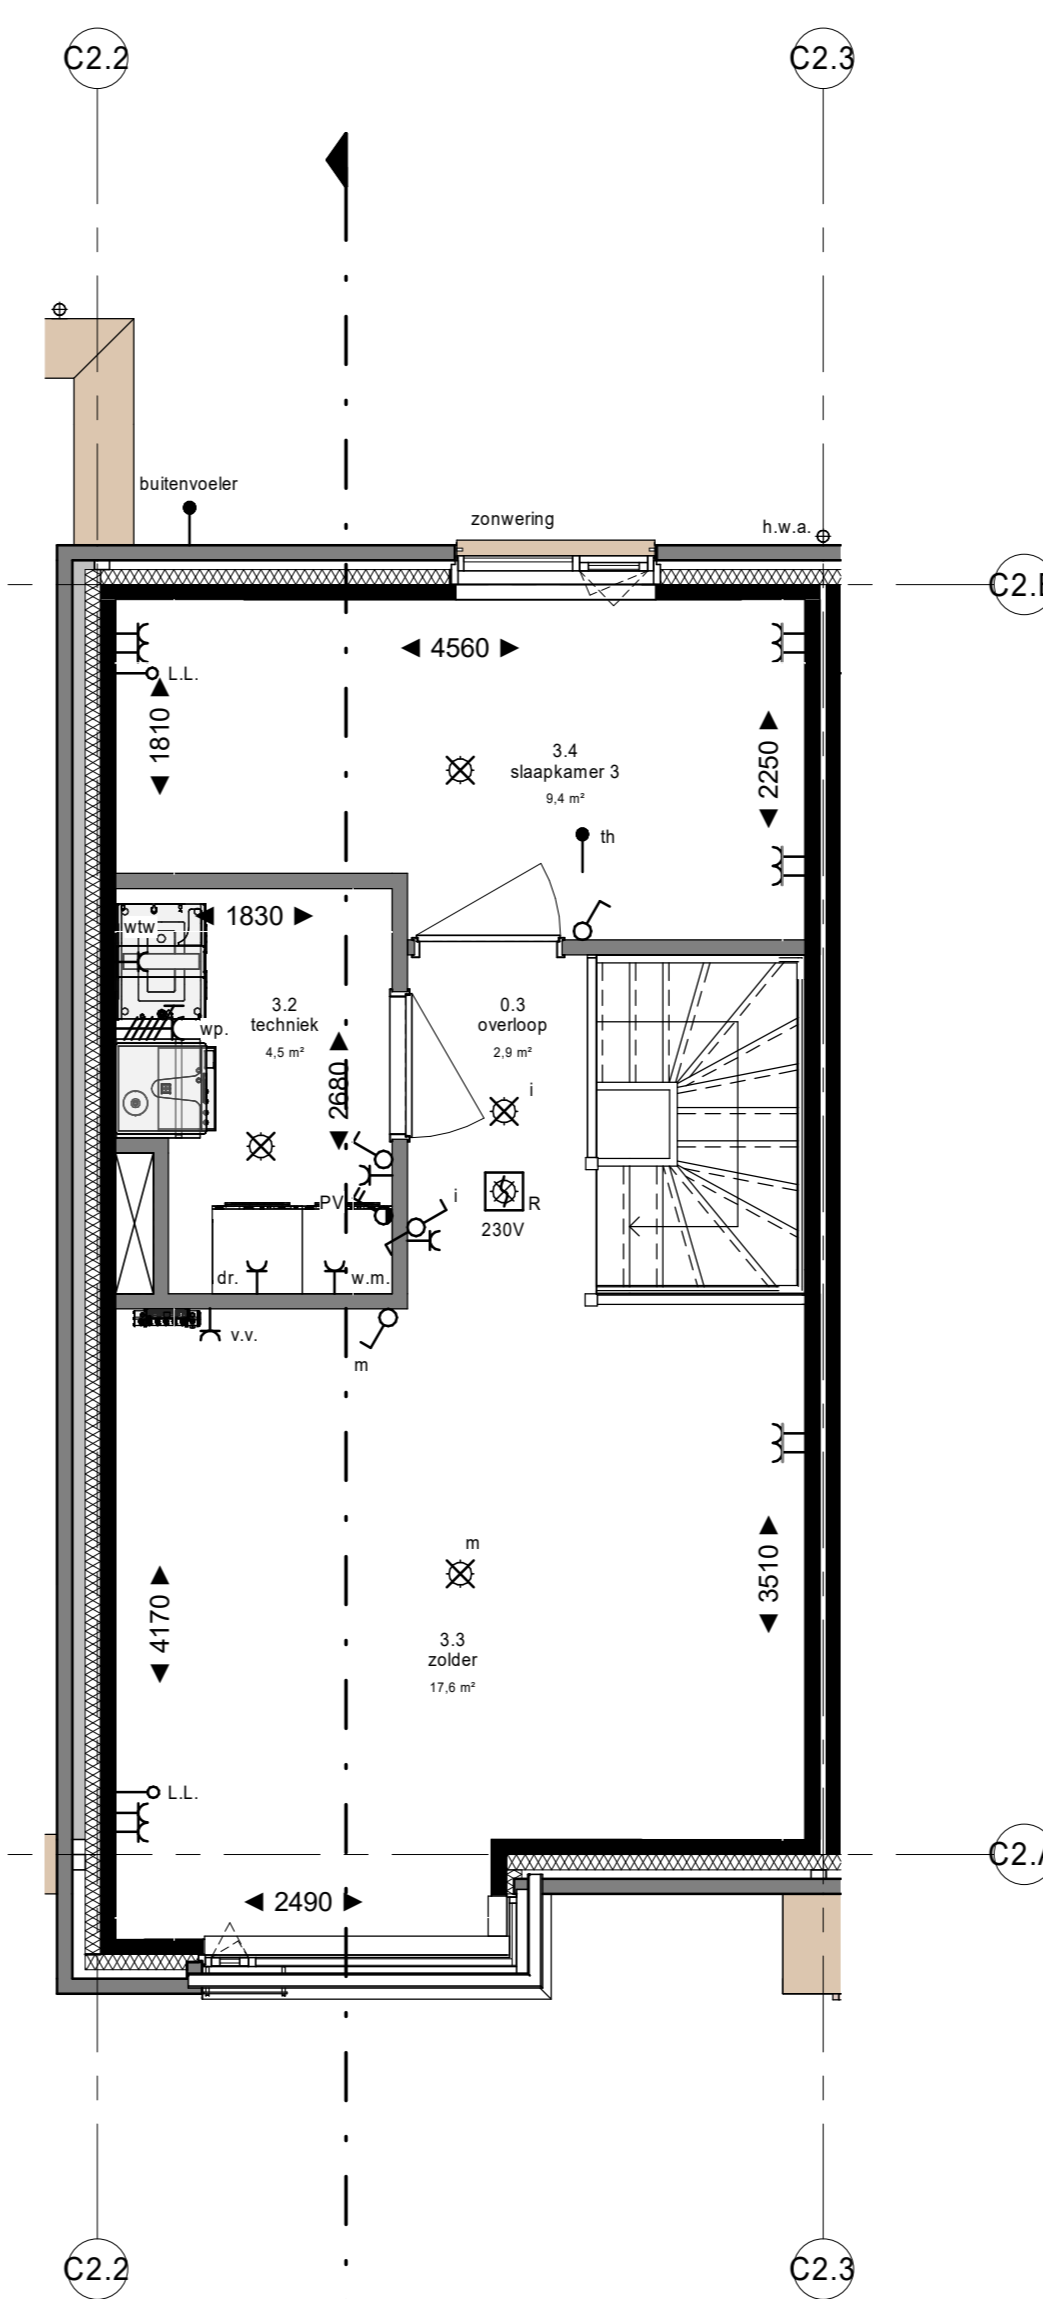 C2.2
C2.3
buitenvoeler
zonwering
h.w.a.
4560
L.L.
1810
3.4
slaapkamer 3
9,4 m²
2250
th
1830
wtw
3.2
techniek
4,5 m²
wp.
0.3
overloop
2,9 m²
2680
i
PV
i
R
230V
dr.
w.m.
v.v.
m
m
4170
3510
3.3
zolder
17,6 m²
L.L.
2490
C2.A
C2.2
C2.3